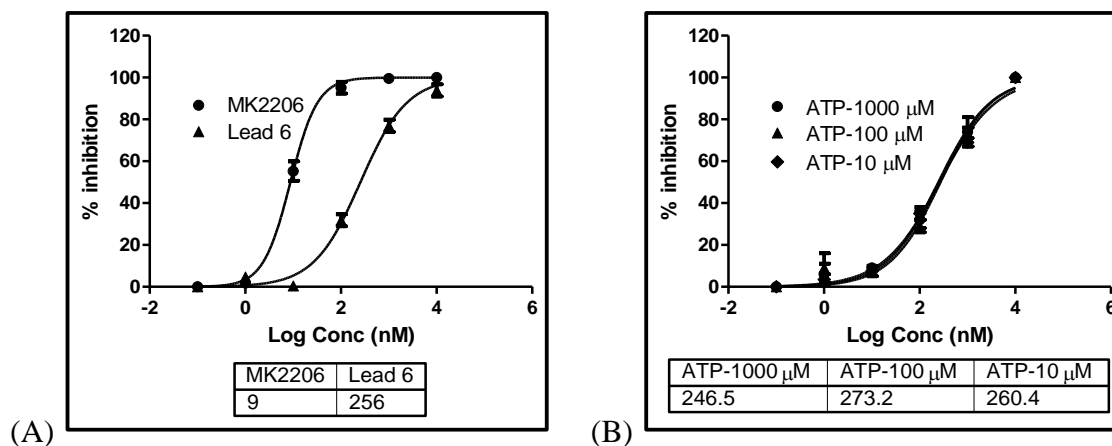 120
100
80
60
40
20
0
% inhibition
MK2206
Lead 6
-2 0 2 4 6
Log Conc (nM)
MK2206 Lead 6
9 256
(A)
120
100
80
60
40
20
0
% inhibition
ATP-1000 μM
ATP-100 μM
ATP-10 μM
-2 0 2 4 6
Log Conc (nM)
ATP-1000 μM ATP-100 μM ATP-10 μM
246.5 273.2 260.4
(B)